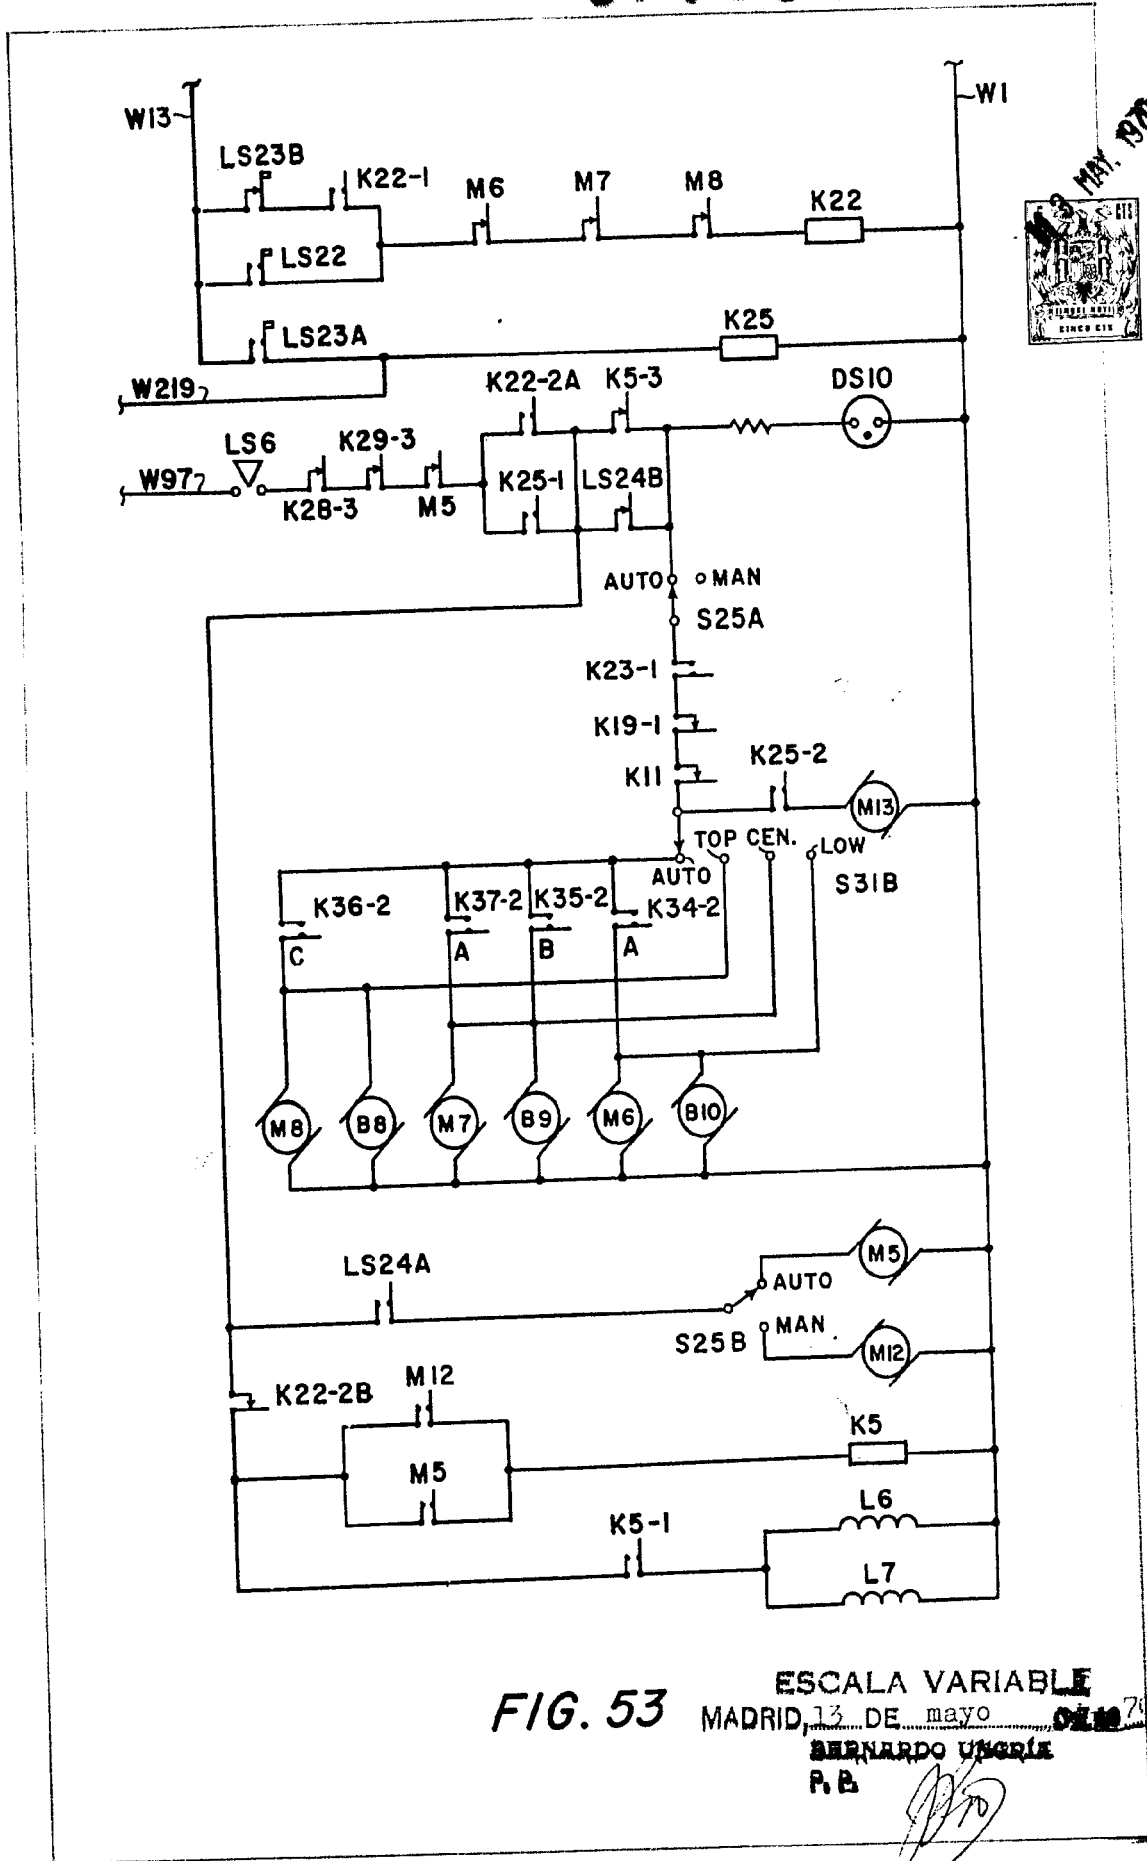 W13
W1
LS23B
K22-1
M6
M7
M8
K22
LS22
LS23A
K25
W219
K22-2A
K5-3
DS10
LS6
K29-3
W97
K28-3
M5
K25-1
LS24B
AUTO
MAN
S25A
K23-1
K19-1
K11
K25-2
M13
TOP
CEN.
LOW
AUTO
S31B
K36-2
K37-2
K35-2
K34-2
C
A
B
A
M8
B8
M7
B9
M6
B10
LS24A
M5
AUTO
S25B
MAN
M12
K22-2B
M12
K5
M5
L6
K5-1
L7
FIG. 53
ESCALA VARIABLE
MADRID, 13 DE mayo
BERNARDO UNGRÍA
P. P.
MAY.